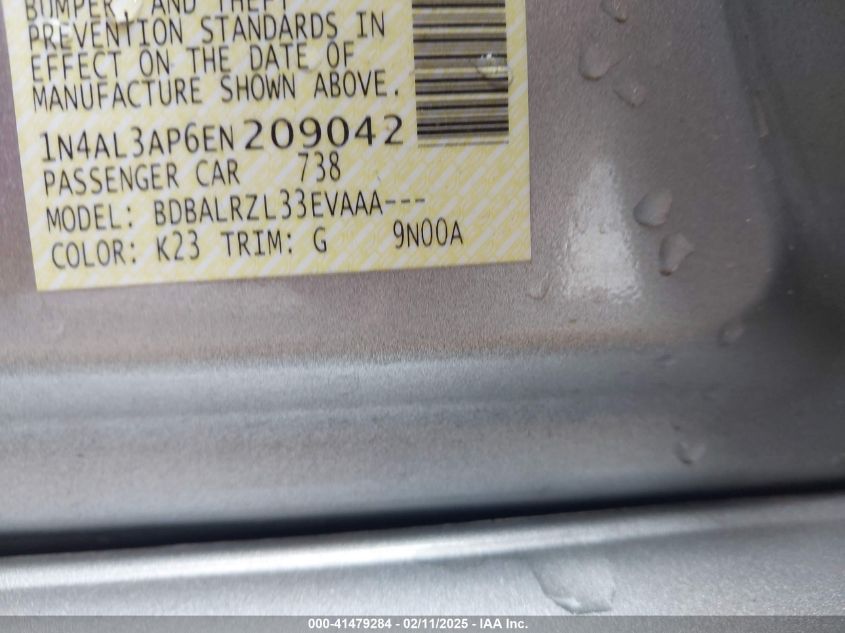 BUMPER, AND THEFT
PREVENTION STANDARDS IN
EFFECT ON THE DATE OF
MANUFACTURE SHOWN ABOVE.
1N4AL3AP6EN209042
PASSENGER CAR 738
MODEL: BDBALRZL33EVAAA---
COLOR: K23 TRIM: G 9N00A
000-41479284 - 02/11/2025 - IAA Inc.